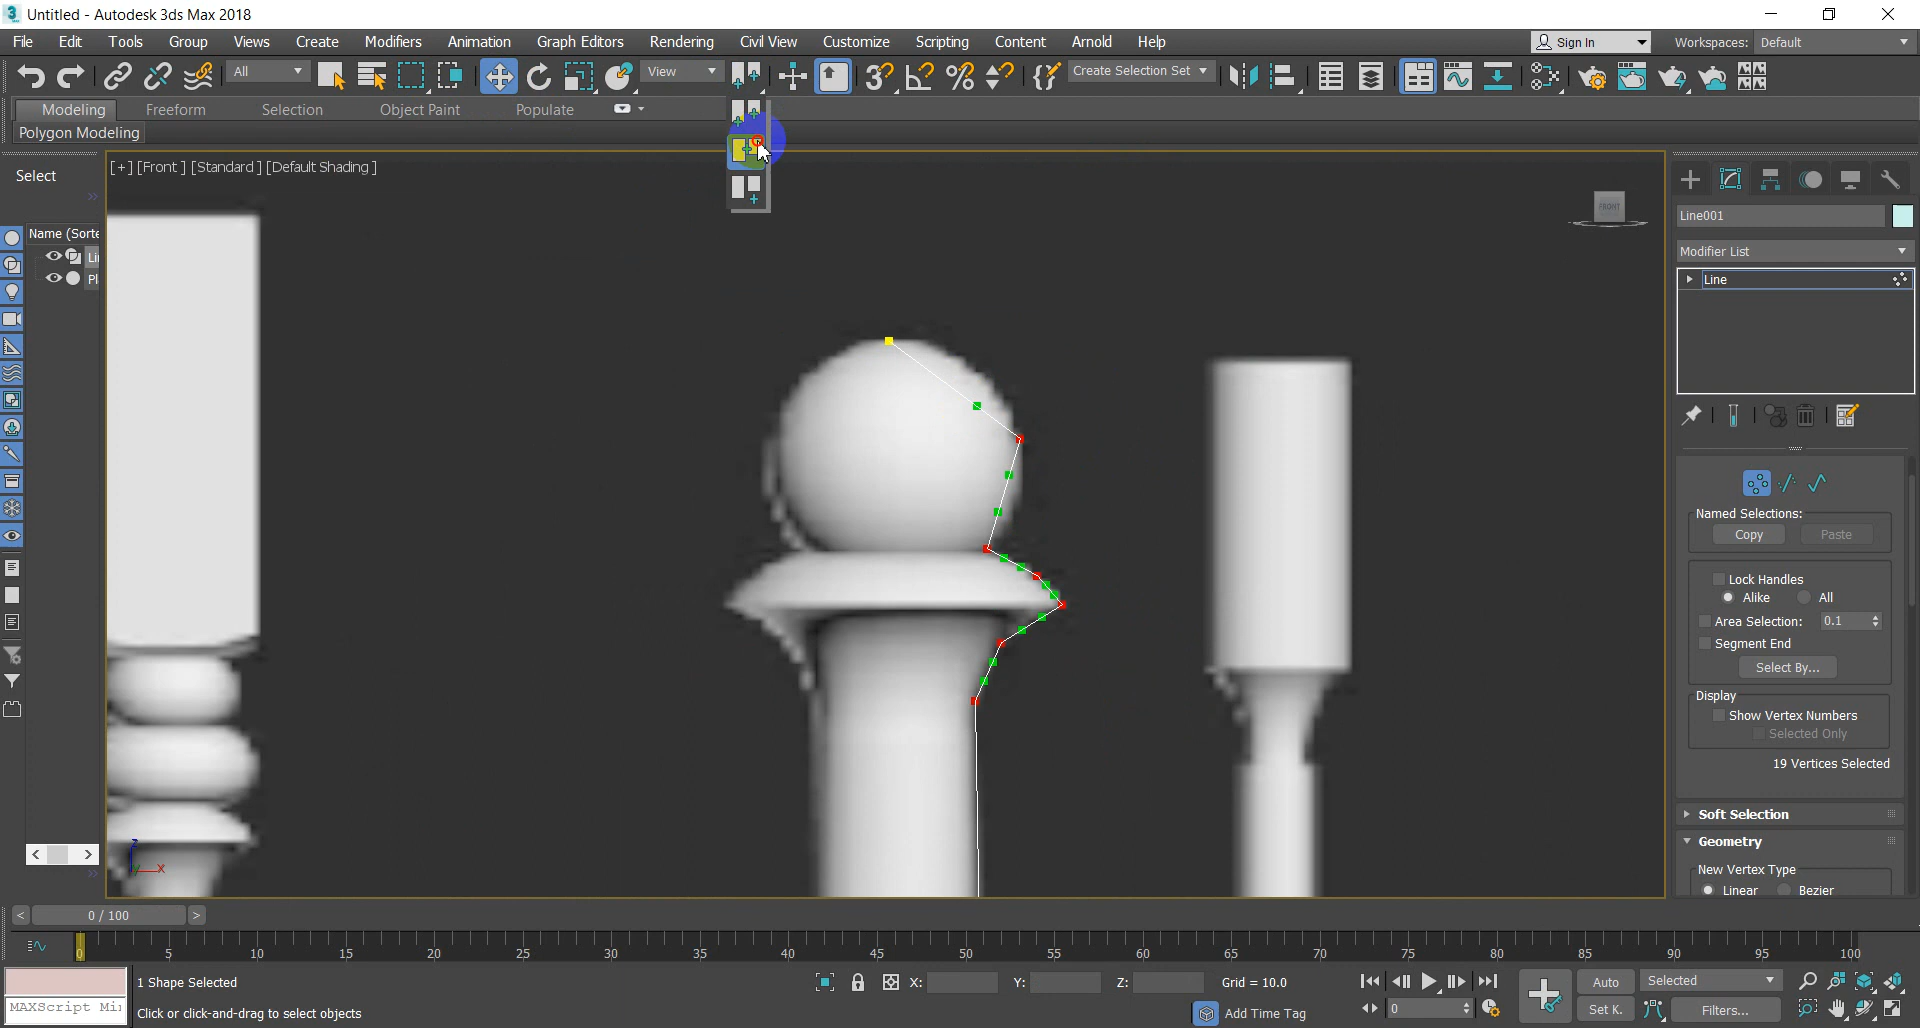 Untitled - Autodesk 3ds Max 2018
File Edit Tools Group Views Create Modifiers Animation Graph Editors Rendering Civil View Customize Scripting Content Arnold Help
Sign In Workspaces: Default
All View Create Selection Set
Modeling Freeform Selection Object Paint Populate
Polygon Modeling
[+] [Front ] [Standard ] [Default Shading ]
Select
Name (Sorte
Li
Pl
FRONT
Line001
Modifier List
Line
Named Selections:
Copy Paste
Lock Handles
Alike All
Area Selection: 0.1
Segment End
Select By...
Display
Show Vertex Numbers
Selected Only
19 Vertices Selected
Soft Selection
Geometry
New Vertex Type
Linear Bezier
z
y x
< 0 / 100 >
0 5 10 15 20 25 30 35 40 45 50 55 60 65 70 75 80 85 90 95 100
1 Shape Selected X: Y: Z: Grid = 10.0 Auto Selected
MAXScript Mi
Click or click-and-drag to select objects Add Time Tag 0 Set K. Filters...